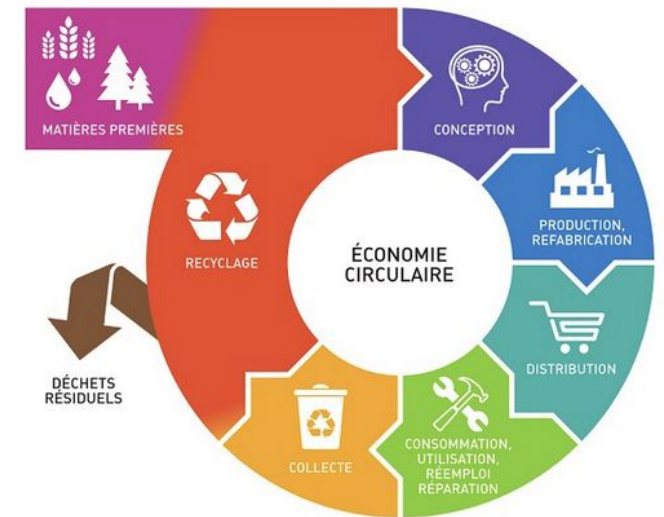 MATIÈRES PREMIÈRES
CONCEPTION
PRODUCTION,
REFABRICATION
RECYCLAGE
ÉCONOMIE
CIRCULAIRE
DISTRIBUTION
DÉCHETS
RÉSIDUELS
COLLECTE
CONSOMMATION,
UTILISATION,
RÉEMPLOI
RÉPARATION